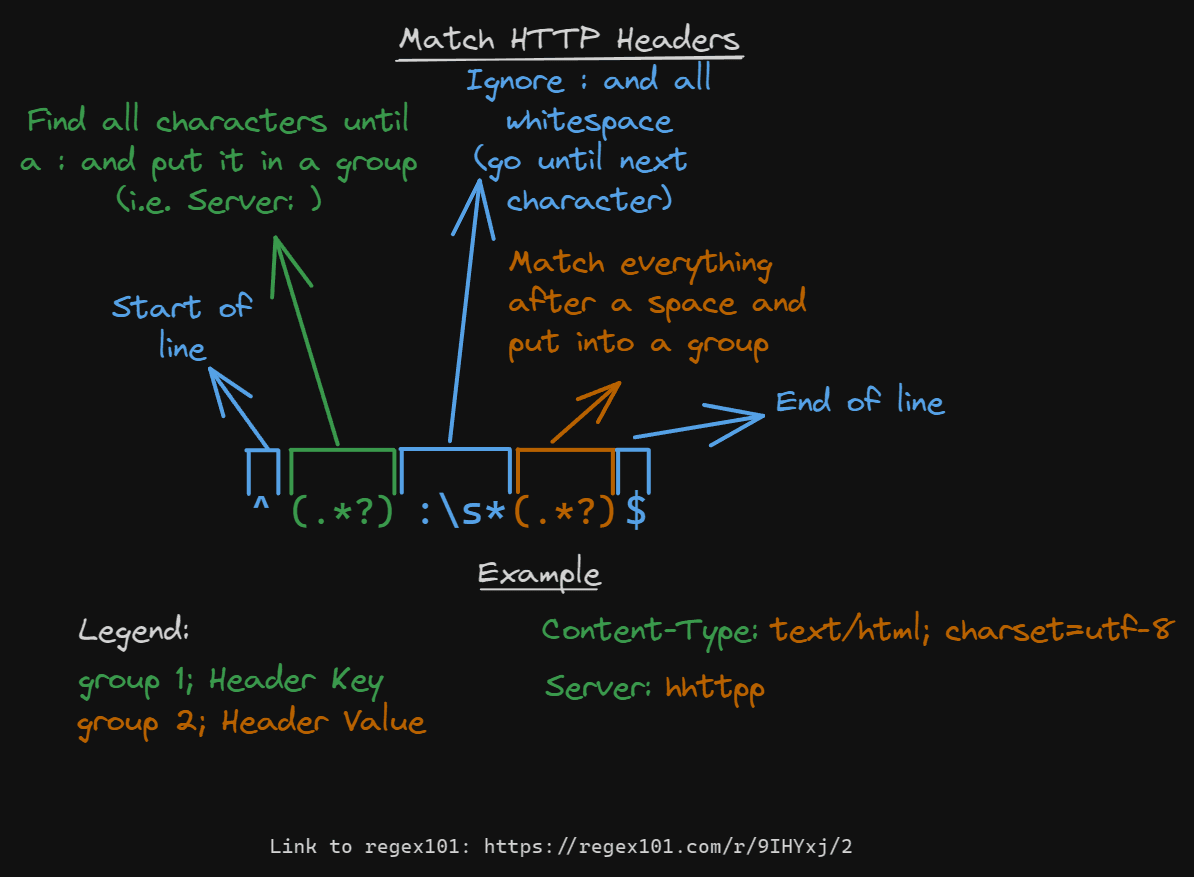 Match HTTP Headers
Ignore : and all
whitespace
(go until next
character)
Find all characters until
a : and put it in a group
(i.e. Server: )
Match everything
after a space and
put into a group
Start of
line
End of line
^ (.*?) :\s*(.*?)$
Example
Legend:
group 1; Header Key
group 2; Header Value
Content-Type: text/html; charset=utf-8
Server: hhttpp
Link to regex101: https://regex101.com/r/9IHYxj/2